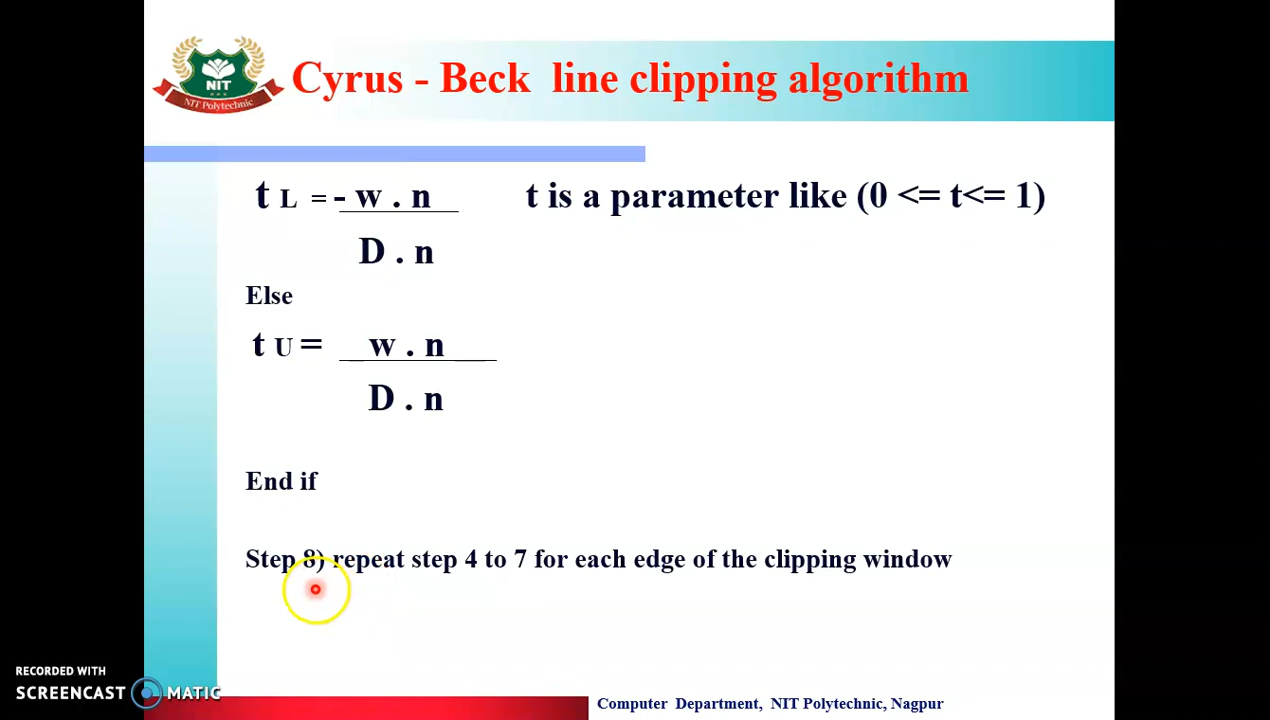 NIT
NIT Polytechnic
Cyrus - Beck line clipping algorithm
t L = - w . n t is a parameter like (0 <= t<= 1)
D . n
Else
t U = w . n
D . n
End if
Step 8) repeat step 4 to 7 for each edge of the clipping window
RECORDED WITH
SCREENCAST MATIC
Computer Department, NIT Polytechnic, Nagpur